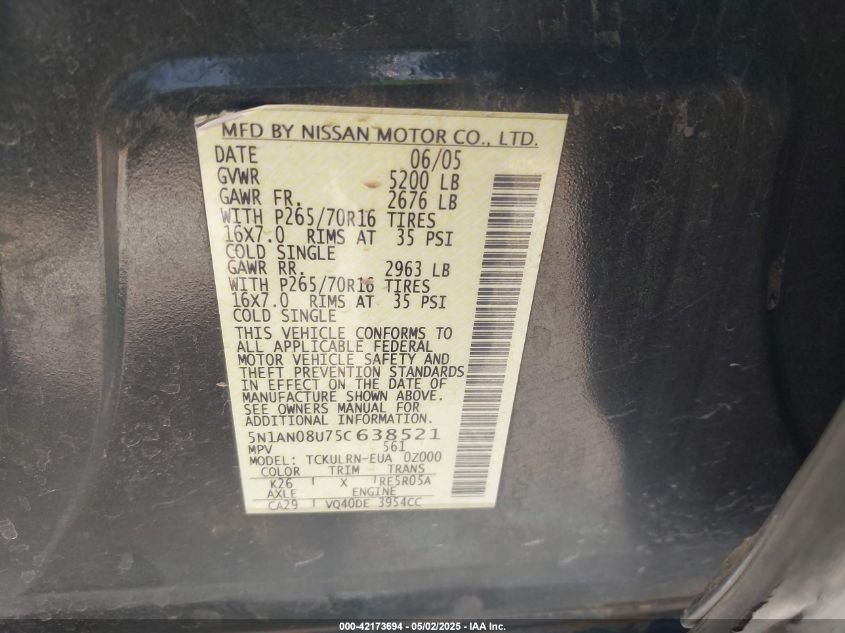 MFD BY NISSAN MOTOR CO., LTD.
DATE 06/05
GVWR 5200 LB
GAWR FR. 2676 LB
WITH P265/70R16 TIRES
16X7.0 RIMS AT 35 PSI
COLD SINGLE
GAWR RR. 2963 LB
WITH P265/70R16 TIRES
16X7.0 RIMS AT 35 PSI
COLD SINGLE
THIS VEHICLE CONFORMS TO
ALL APPLICABLE FEDERAL
MOTOR VEHICLE SAFETY AND
THEFT PREVENTION STANDARDS
IN EFFECT ON THE DATE OF
MANUFACTURE SHOWN ABOVE.
SEE OWNERS MANUAL FOR
ADDITIONAL INFORMATION.
5N1AN08U75C638521
MPV 561
MODEL: TCKULRN-EUA 0Z000
COLOR TRIM TRANS
K26 X RE5R05A
AXLE ENGINE
CA29 VQ40DE 3954CC
000-42173694 - 05/02/2025 - IAA Inc.